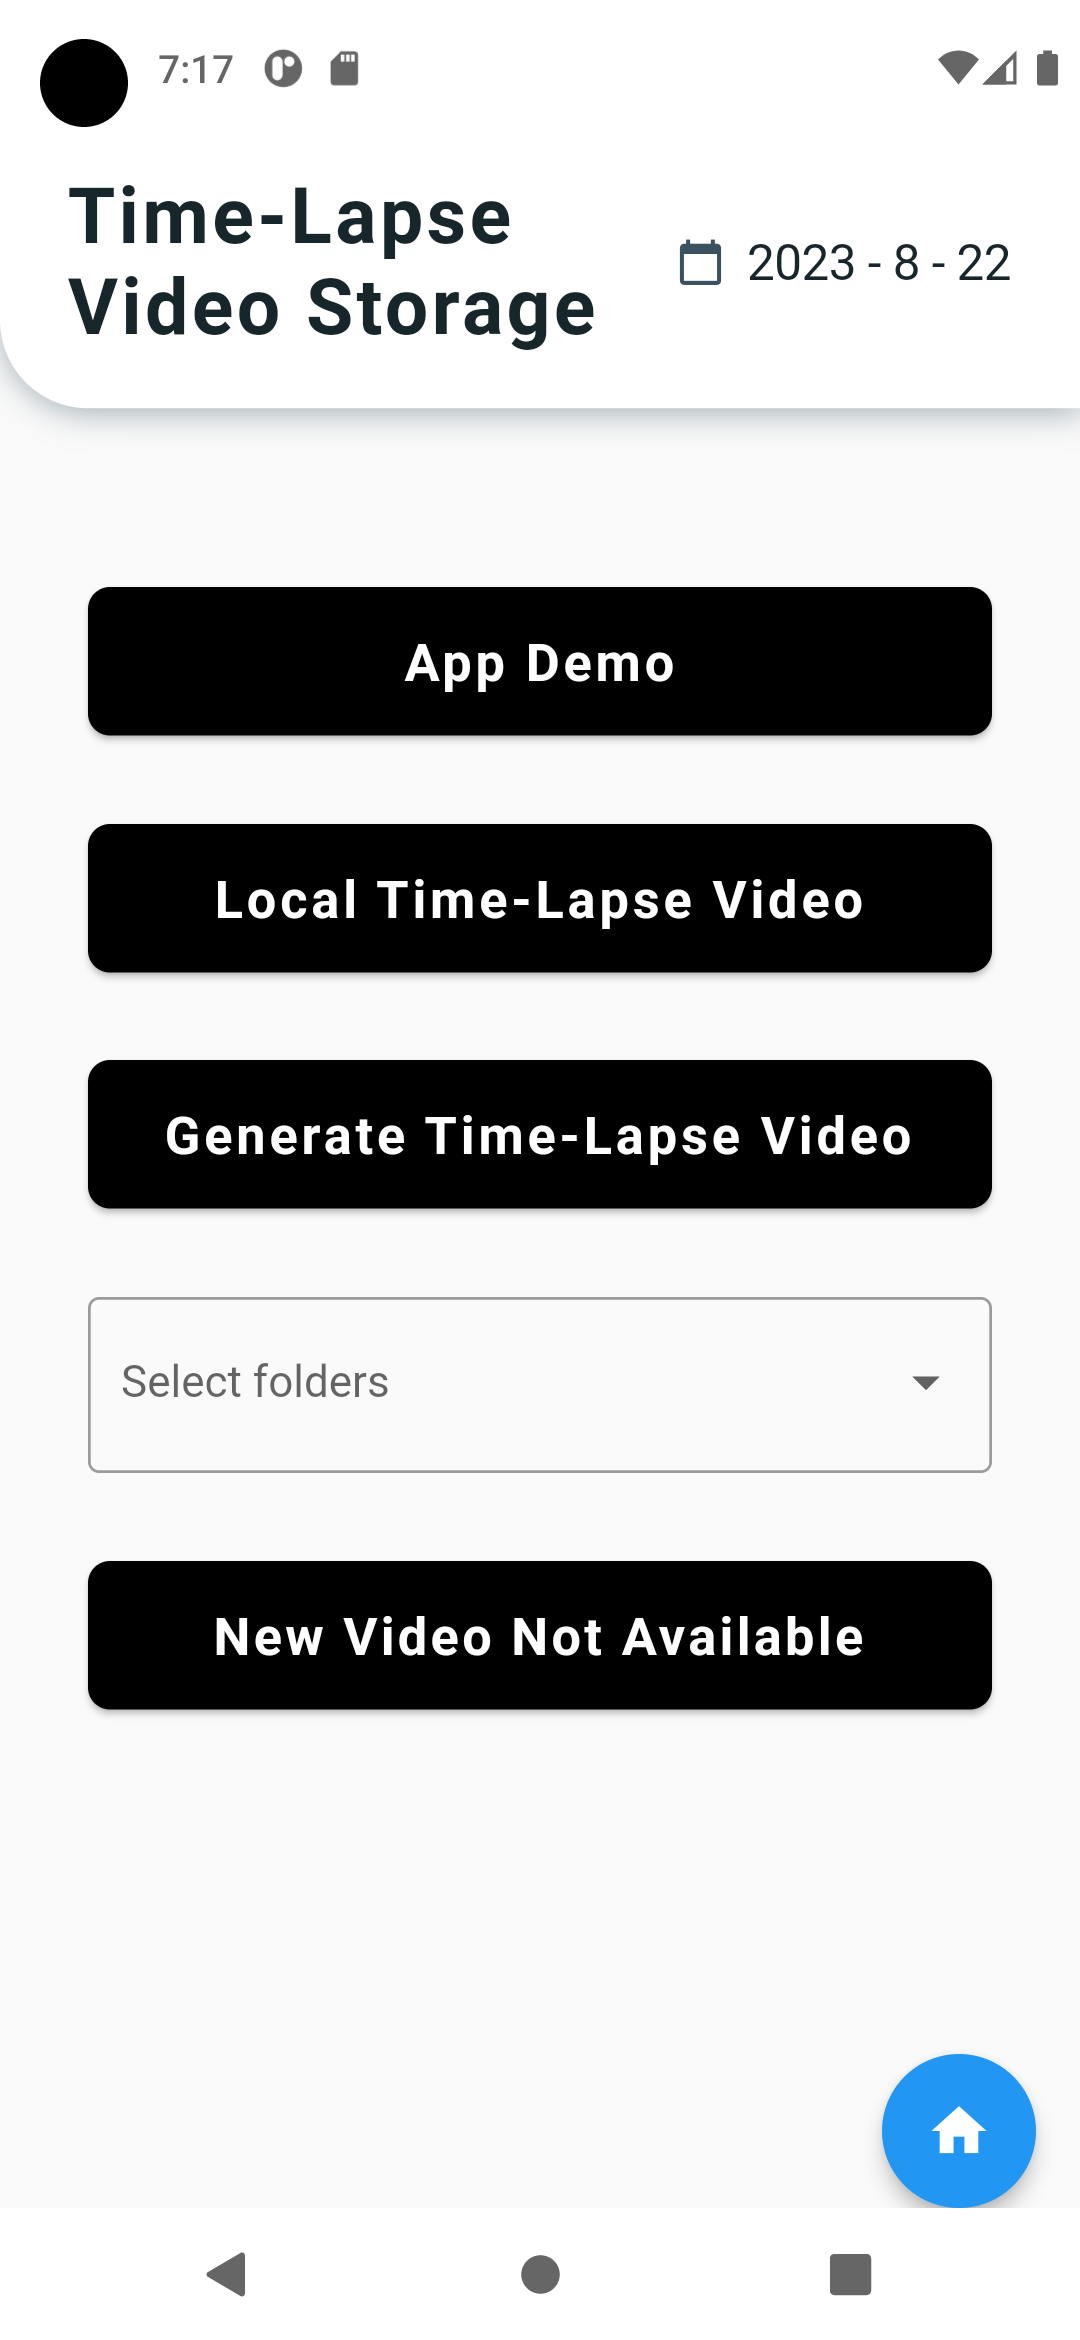 7:17
Time-Lapse
Video Storage
2023 - 8 - 22
App Demo
Local Time-Lapse Video
Generate Time-Lapse Video
Select folders
New Video Not Available